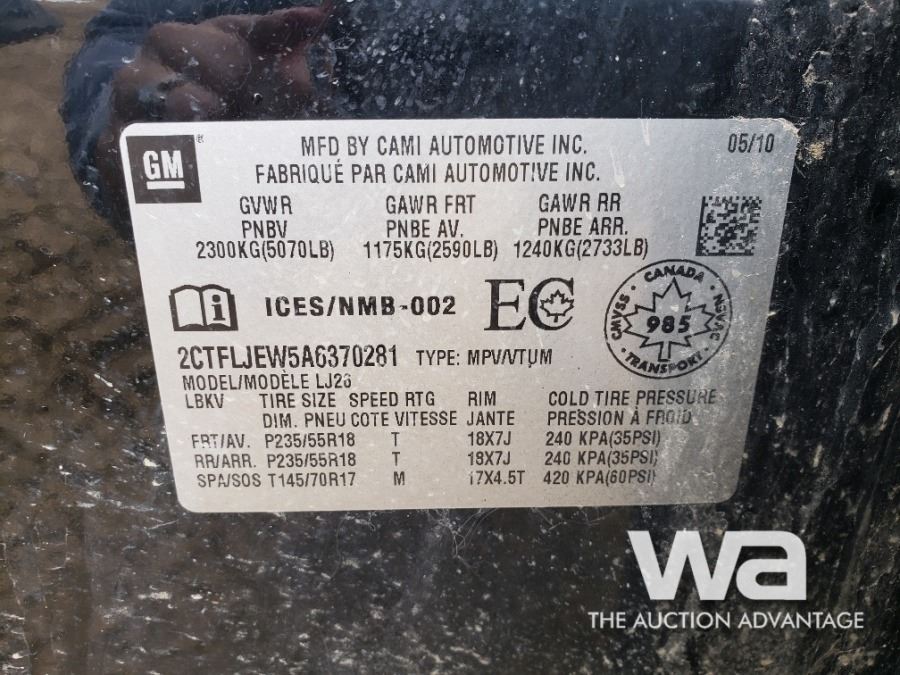 GM
MFD BY CAMI AUTOMOTIVE INC. 05/10
FABRIQUÉ PAR CAMI AUTOMOTIVE INC.
GVWR GAWR FRT GAWR RR
PNBV PNBE AV. PNBE ARR.
2300KG(5070LB) 1175KG(2590LB) 1240KG(2733LB)
i ICES/NMB-002 EC
CANADA
CMVSS 985 NSVAC
TRANSPORT
2CTFLJEW5A6370281 TYPE: MPV/VTUM
MODEL/MODÈLE LJ26
LBKV TIRE SIZE SPEED RTG RIM COLD TIRE PRESSURE
DIM. PNEU COTE VITESSE JANTE PRESSION À FROID
FRT/AV. P235/55R18 T 18X7J 240 KPA(35PSI)
RR/ARR. P235/55R18 T 18X7J 240 KPA(35PSI)
SPA/SOS T145/70R17 M 17X4.5T 420 KPA(60PSI)
wa
THE AUCTION ADVANTAGE